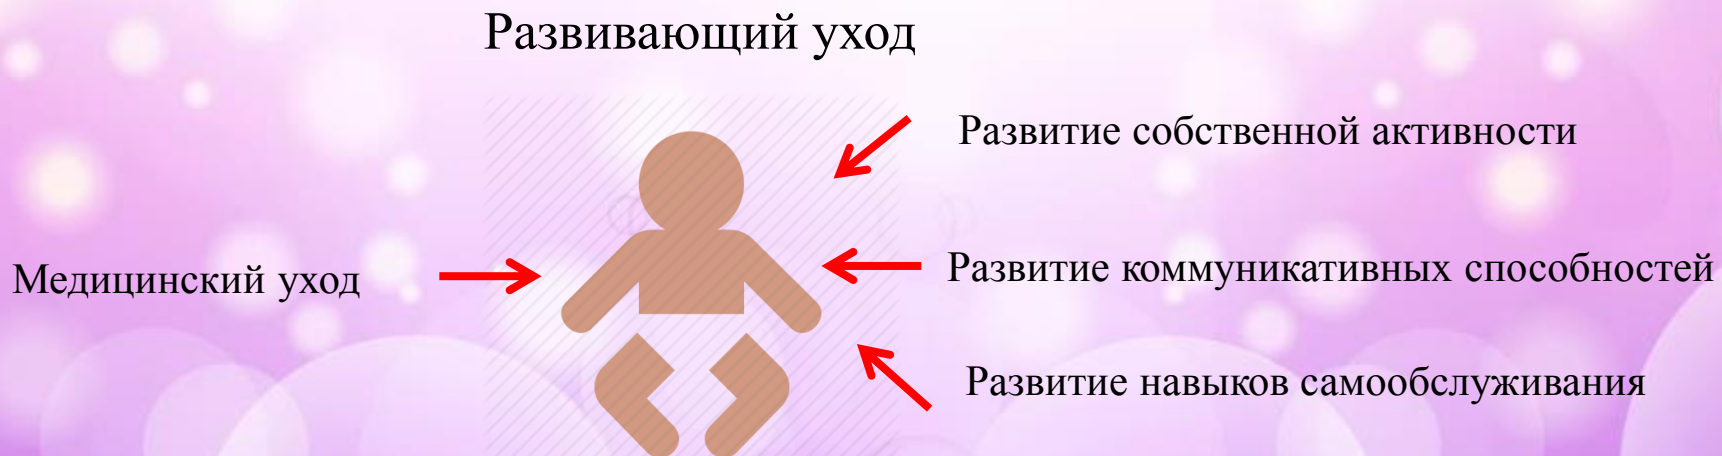 Развивающий уход
Развитие собственной активности
Медицинский уход
Развитие коммуникативных способностей
Развитие навыков самообслуживания